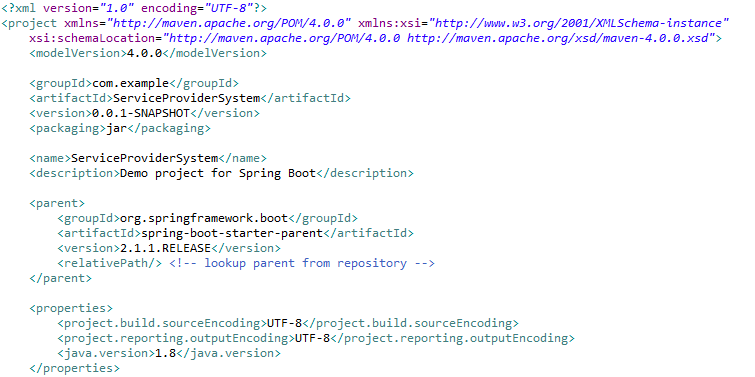 <?xml version="1.0" encoding="UTF-8"?>
<project xmlns="http://maven.apache.org/POM/4.0.0" xmlns:xsi="http://www.w3.org/2001/XMLSchema-instance"
    xsi:schemaLocation="http://maven.apache.org/POM/4.0.0 http://maven.apache.org/xsd/maven-4.0.0.xsd">
    <modelVersion>4.0.0</modelVersion>

    <groupId>com.example</groupId>
    <artifactId>ServiceProviderSystem</artifactId>
    <version>0.0.1-SNAPSHOT</version>
    <packaging>jar</packaging>

    <name>ServiceProviderSystem</name>
    <description>Demo project for Spring Boot</description>

    <parent>
        <groupId>org.springframework.boot</groupId>
        <artifactId>spring-boot-starter-parent</artifactId>
        <version>2.1.1.RELEASE</version>
        <relativePath/> <!-- lookup parent from repository -->
    </parent>

    <properties>
        <project.build.sourceEncoding>UTF-8</project.build.sourceEncoding>
        <project.reporting.outputEncoding>UTF-8</project.reporting.outputEncoding>
        <java.version>1.8</java.version>
    </properties>